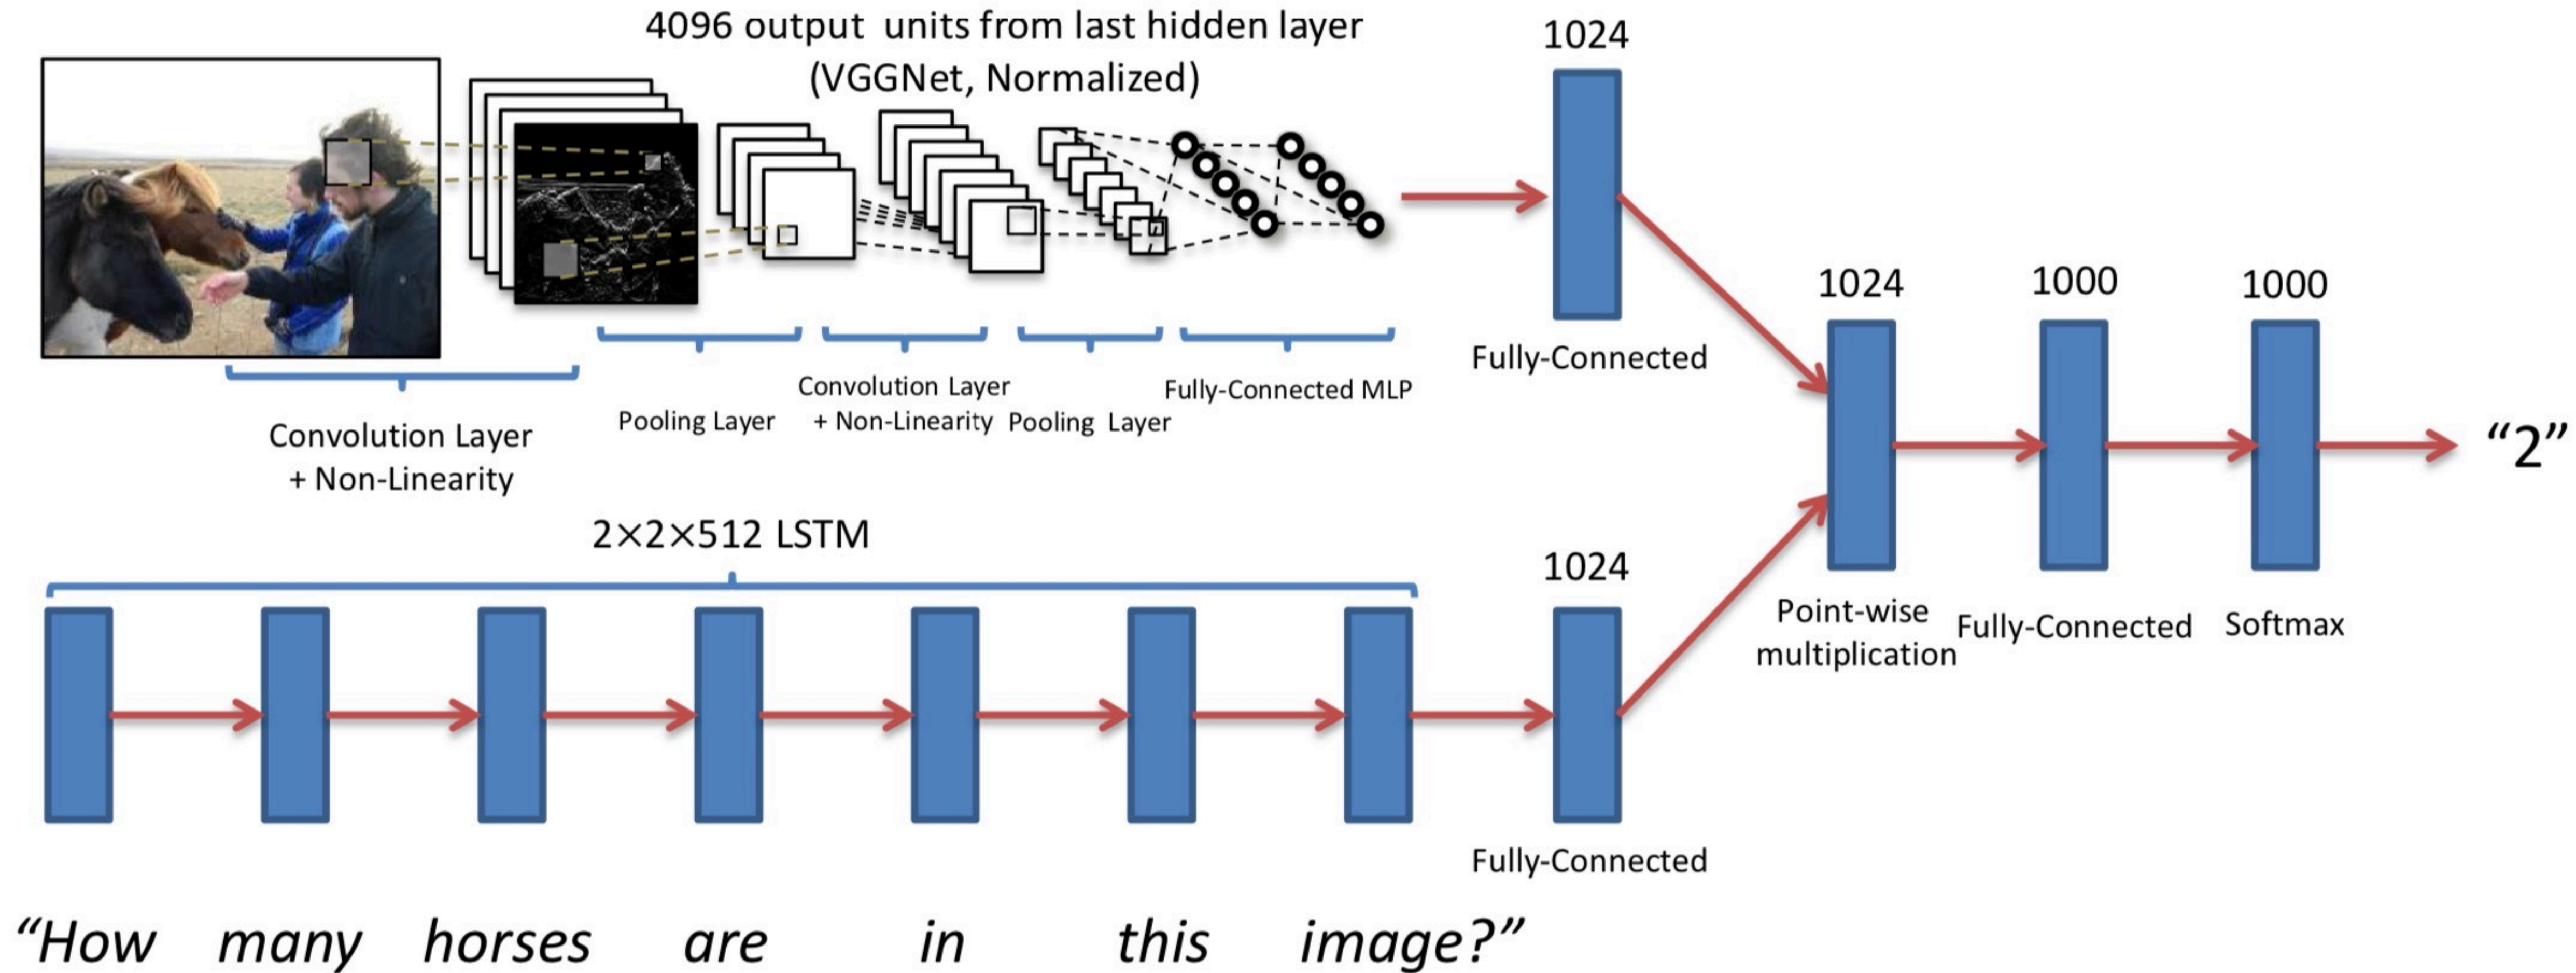 4096 output units from last hidden layer
(VGGNet, Normalized)
1024
Fully-Connected
Convolution Layer
+ Non-Linearity
Pooling Layer
Convolution Layer
+ Non-Linearity
Pooling Layer
Fully-Connected MLP
2×2×512 LSTM
1024
Fully-Connected
1024
Point-wise
multiplication
1000
Fully-Connected
1000
Softmax
“2”
“How many horses are in this image?”